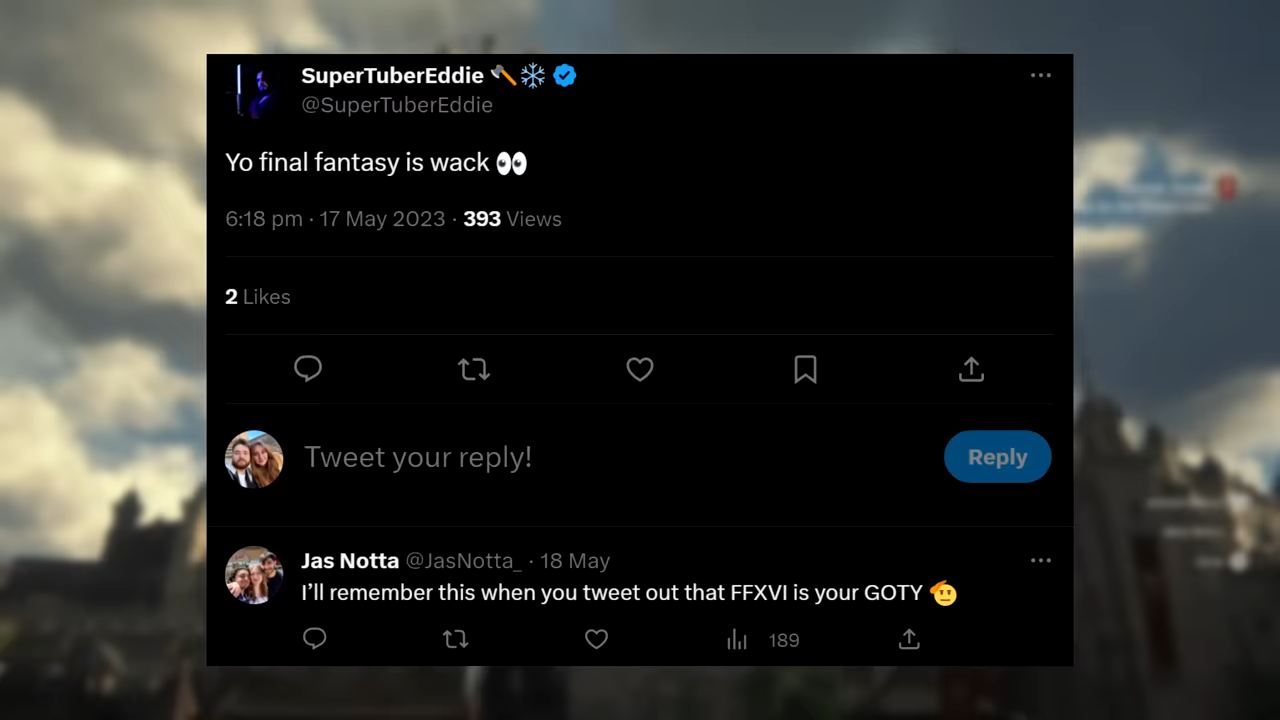 SuperTuberEddie 🪓❄️
@SuperTuberEddie
Yo final fantasy is wack 👀
6:18 pm · 17 May 2023 · 393 Views
2 Likes
Tweet your reply!
Reply
Jas Notta @JasNotta_ · 18 May
I’ll remember this when you tweet out that FFXVI is your GOTY 🫡
189